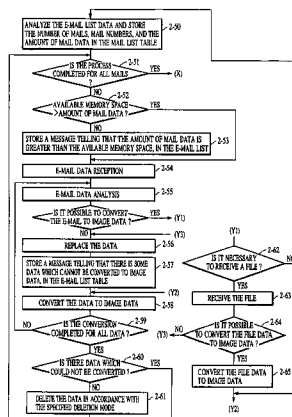 ANALYZE THE E-MAIL LIST DATA AND STORE
THE NUMBER OF MAILS, MAIL NUMBERS, AND
THE AMOUNT OF MAIL DATA IN THE MAIL LIST TABLE
2-50
2-51
IS THE PROCESS
COMPLETED FOR ALL MAILS
?
YES
(X)
NO
2-52
AVAILABLE MEMORY SPACE
>AMOUNT OF MAIL DATA ?
YES
NO
STORE A MESSAGE TELLING THAT THE AMOUNT OF MAIL DATA IS
GREATER THAN THE AVILABLE MEMORY SPACE, IN THE E-MAIL LIST
2-53
E-MAIL DATA RECEPTION
2-54
E-MAIL DATA ANALYSIS
2-55
IS IT POSSIBLE TO CONVERT
THE E-MAIL TO IMAGE DATA ?
YES
(Y1)
NO
(Y3)
REPLACE THE DATA
2-56
STORE A MESSAGE TELLING THAT THERE IS SOME
DATA WHICH CANNOT BE CONVERTED TO IMAGE
DATA, IN THE E-MAIL LIST TABLE
2-57
(Y2)
CONVERT THE DATA TO IMAGE DATA
2-58
2-59
IS THE CONVERSION
COMPLETED FOR ALL DATA ?
NO
YES
2-60
IS THERE DATA WHICH
COULD NOT BE CONVERTED ?
YES
DELETE THE DATA IN ACCORDANCE WITH
THE SPECIFIED DELETION MODE
2-61
(Y1)
2-62
IS IT NECESSARY
TO RECEIVE A FILE ?
NO
YES
RECEIVE THE FILE
2-63
2-64
IS IT POSSIBLE
TO CONVERT THE FILE DATA
TO IMAGE DATA ?
(Y3)
NO
YES
CONVERT THE FILE DATA
TO IMAGE DATA
2-65
(Y2)